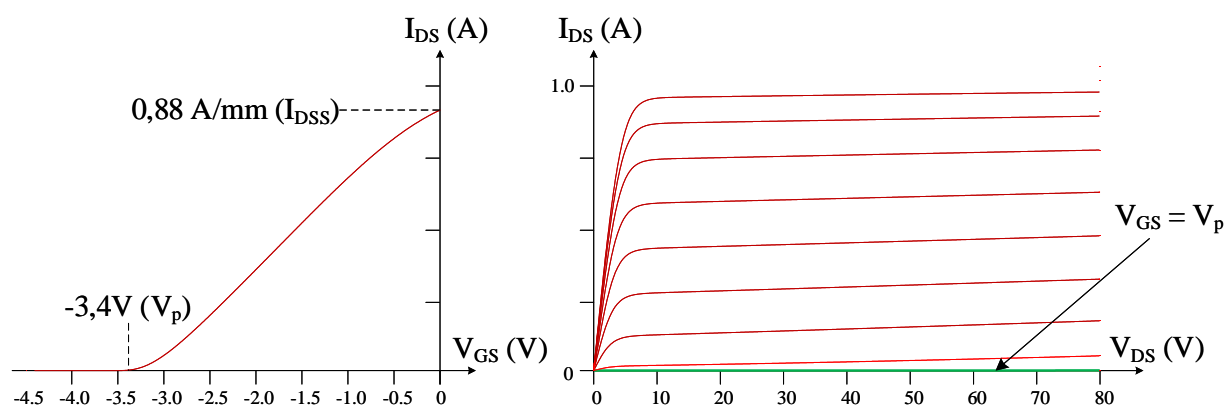 I_DS (A)
0,88 A/mm (I_DSS)
-3,4V (V_p)
V_GS (V)
-4.5 -4.0 -3.5 -3.0 -2.5 -2.0 -1.5 -1.0 -0.5 0
I_DS (A)
1.0
V_GS = V_p
V_DS (V)
0
0 10 20 30 40 50 60 70 80